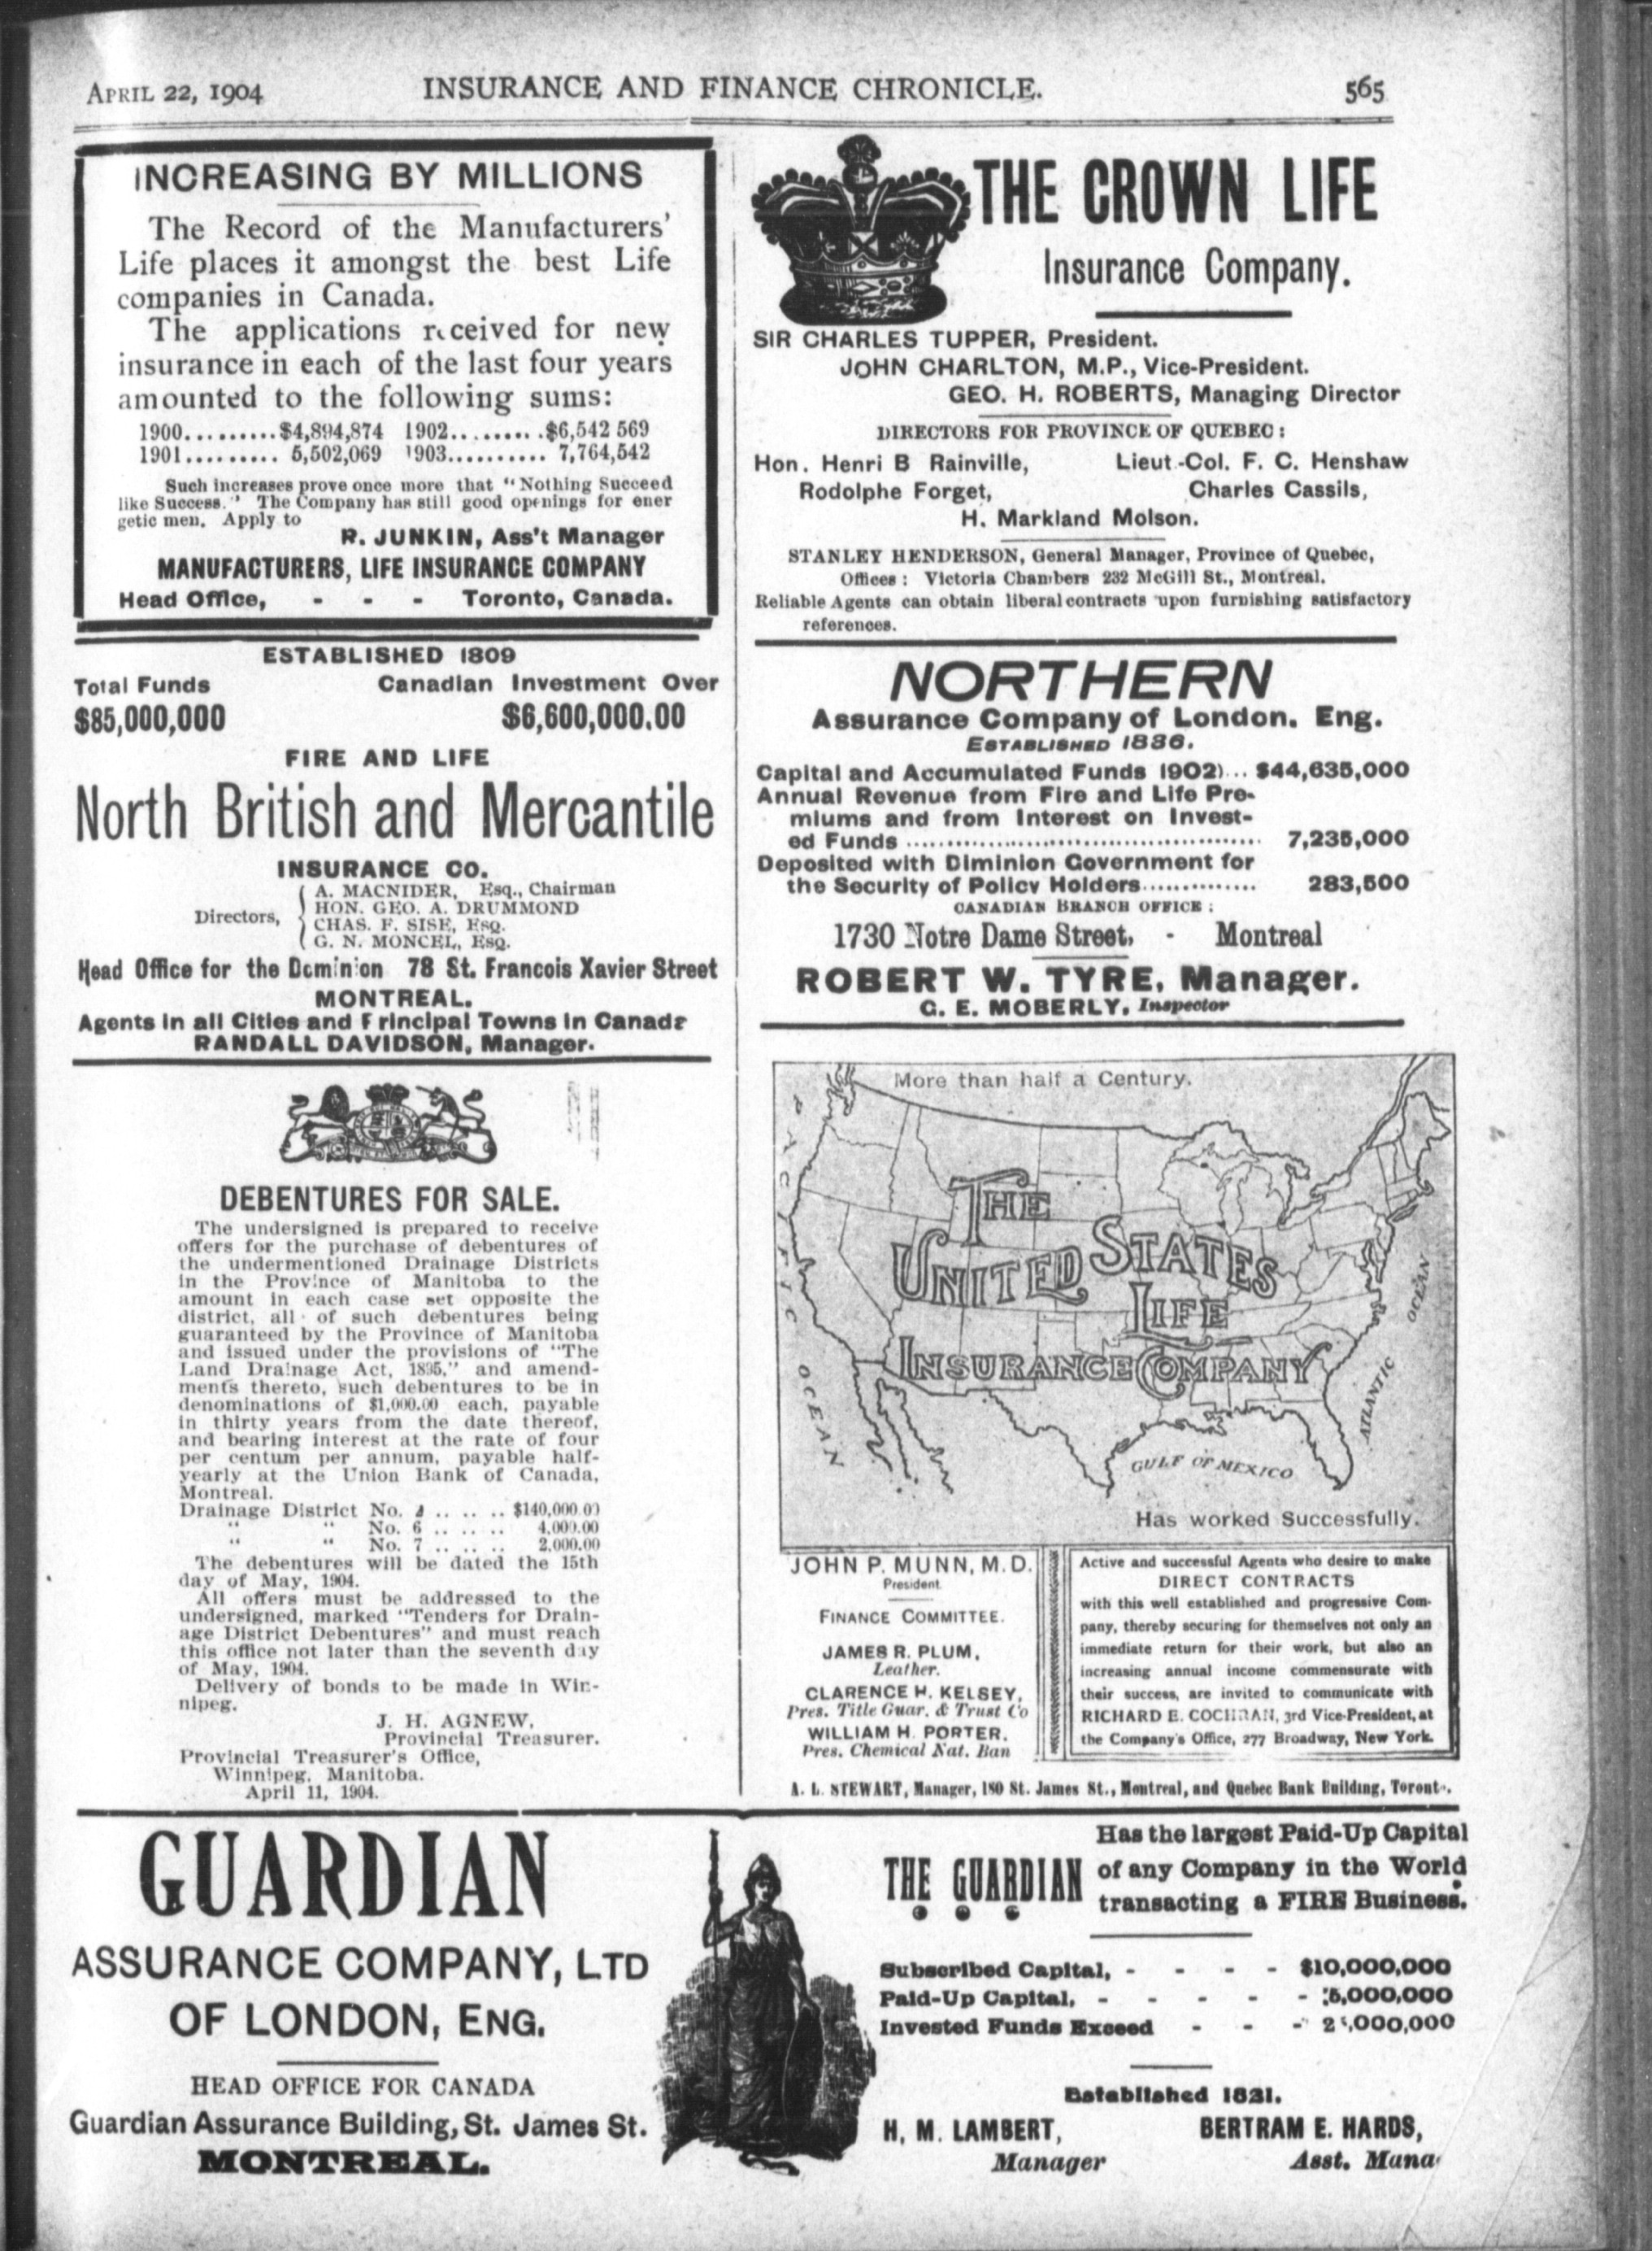 APRIL 22, 1904
INSURANCE AND FINANCE CHRONICLE.
565
INCREASING BY MILLIONS
The Record of the Manufacturers'
Life places it amongst the best Life
companies in Canada.
The applications received for new
insurance in each of the last four years
amounted to the following sums:
1900.........$4,894,874 1902.........$6,542 569
1901......... 5,502,069 1903.......... 7,764,542
Such increases prove once more that "Nothing Succeed
like Success." The Company has still good openings for ener
getic men. Apply to
R. JUNKIN, Ass't Manager
MANUFACTURERS, LIFE INSURANCE COMPANY
Head Office, - - - Toronto, Canada.
ESTABLISHED 1809
Total Funds Canadian Investment Over
$85,000,000 $6,600,000.00
FIRE AND LIFE
North British and Mercantile
INSURANCE CO.
Directors,
A. MACNIDER, Esq., Chairman
HON. GEO. A. DRUMMOND
CHAS. F. SISE, ESQ.
G. N. MONCEL, ESQ.
Head Office for the Dominion 78 St. Francois Xavier Street
MONTREAL.
Agents in all Cities and Principal Towns in Canada
RANDALL DAVIDSON, Manager.
DEBENTURES FOR SALE.
The undersigned is prepared to receive
offers for the purchase of debentures of
the undermentioned Drainage Districts
in the Province of Manitoba to the
amount in each case set opposite the
district, all of such debentures being
guaranteed by the Province of Manitoba
and issued under the provisions of "The
Land Drainage Act, 1895," and amend-
ments thereto, such debentures to be in
denominations of $1,000.00 each, payable
in thirty years from the date thereof,
and bearing interest at the rate of four
per centum per annum, payable half-
yearly at the Union Bank of Canada,
Montreal.
Drainage District No. .. .. .. $140,000.00
" " No. 6 .. .. .. 4,000.00
" " No. 7 .. .. .. 2,000.00
The debentures will be dated the 15th
day of May, 1904.
All offers must be addressed to the
undersigned, marked "Tenders for Drain-
age District Debentures" and must reach
this office not later than the seventh day
of May, 1904.
Delivery of bonds to be made in Win-
nipeg.
J. H. AGNEW,
Provincial Treasurer.
Provincial Treasurer's Office,
Winnipeg, Manitoba.
April 11, 1904.
THE CROWN LIFE
Insurance Company.
SIR CHARLES TUPPER, President.
JOHN CHARLTON, M.P., Vice-President.
GEO. H. ROBERTS, Managing Director
DIRECTORS FOR PROVINCE OF QUEBEC:
Hon. Henri B Rainville, Lieut.-Col. F. C. Henshaw
Rodolphe Forget, Charles Cassils,
H. Markland Molson.
STANLEY HENDERSON, General Manager, Province of Quebec,
Offices: Victoria Chambers 232 McGill St., Montreal.
Reliable Agents can obtain liberal contracts upon furnishing satisfactory
references.
NORTHERN
Assurance Company of London. Eng.
ESTABLISHED 1836.
Capital and Accumulated Funds 1902)... $44,635,000
Annual Revenue from Fire and Life Pre-
miums and from Interest on Invest-
ed Funds ........................................ 7,235,000
Deposited with Diminion Government for
the Security of Policy Holders.............. 283,500
CANADIAN BRANCH OFFICE:
1730 Notre Dame Street, - Montreal
ROBERT W. TYRE, Manager.
G. E. MOBERLY, Inspector
More than half a Century.
PACIFIC OCEAN
THE
UNITED STATES
LIFE
INSURANCE COMPANY
ATLANTIC OCEAN
GULF OF MEXICO
Has worked Successfully.
JOHN P. MUNN, M.D.
President
FINANCE COMMITTEE.
JAMES R. PLUM,
Leather.
CLARENCE H. KELSEY,
Pres. Title Guar. & Trust Co
WILLIAM H. PORTER,
Pres. Chemical Nat. Ban
Active and successful Agents who desire to make
DIRECT CONTRACTS
with this well established and progressive Com-
pany, thereby securing for themselves not only an
immediate return for their work, but also an
increasing annual income commensurate with
their success, are invited to communicate with
RICHARD E. COCHRAN, 3rd Vice-President, at
the Company's Office, 277 Broadway, New York.
A. L. STEWART, Manager, 180 St. James St., Montreal, and Quebec Bank Building, Toronto.
GUARDIAN
ASSURANCE COMPANY, LTD
OF LONDON, ENG.
HEAD OFFICE FOR CANADA
Guardian Assurance Building, St. James St.
MONTREAL.
THE GUARDIAN
Has the largest Paid-Up Capital
of any Company in the World
transacting a FIRE Business.
Subscribed Capital, - - - - $10,000,000
Paid-Up Capital, - - - - - 5,000,000
Invested Funds Exceed - - -
Established 1821.
H. M. LAMBERT, BERTRAM E. HARDS,
Manager Asst. Mana